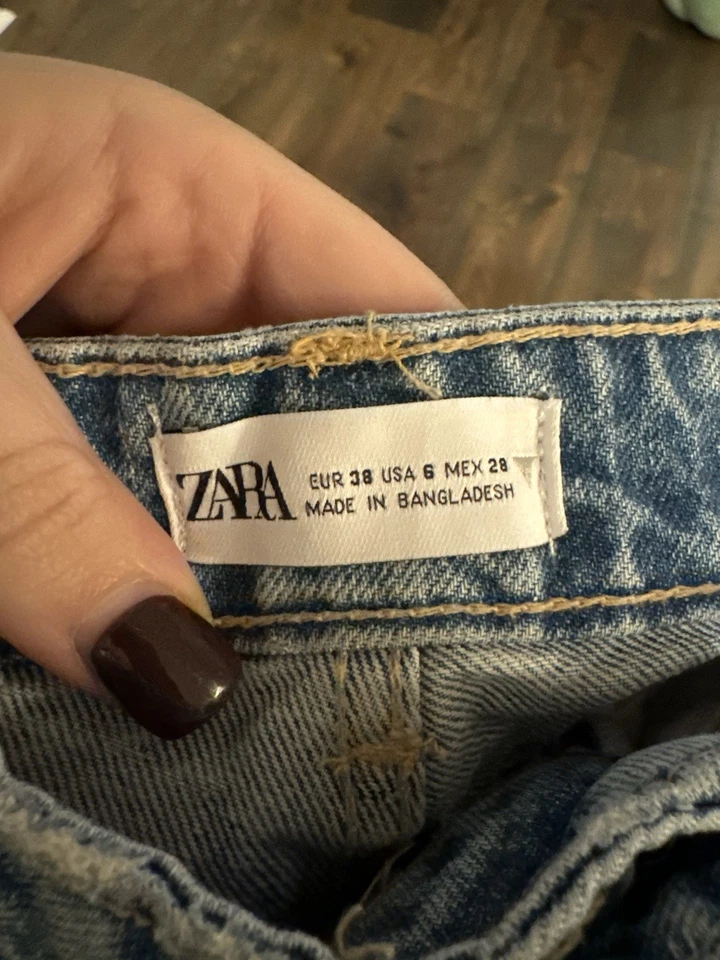 ZARA
EUR 38 USA 6 MEX 28
MADE IN BANGLADESH